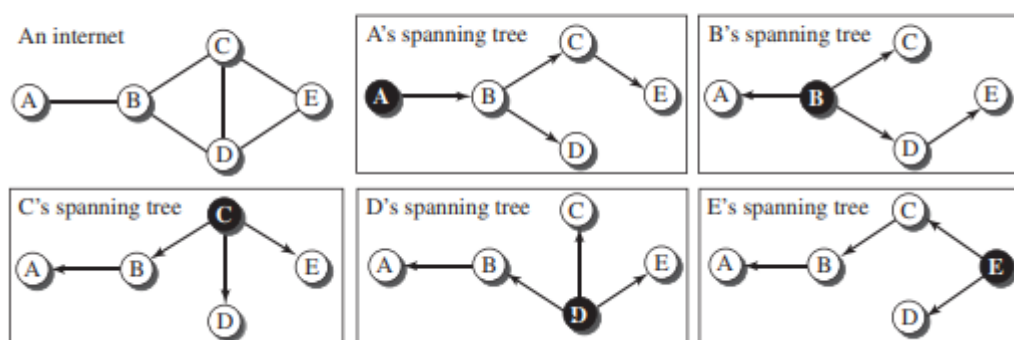 An internet
C
A
B
E
D
A's spanning tree
C
A
B
E
D
B's spanning tree
C
A
B
E
D
C's spanning tree
C
A
B
E
D
D's spanning tree
C
A
B
E
D
E's spanning tree
C
A
B
E
D